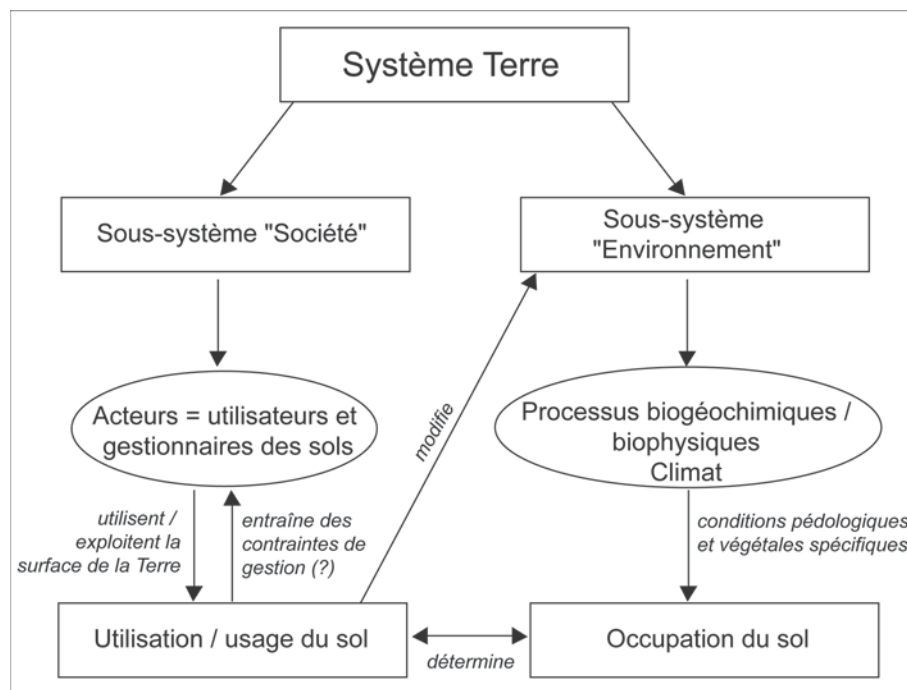 Système Terre
Sous-système "Société"
Sous-système
"Environnement"
Acteurs = utilisateurs et
gestionnaires des sols
Processus biogéochimiques /
biophysiques
Climat
modifie
utilisent /
exploitent la
surface de la Terre
entraîne des
contraintes de
gestion (?)
conditions pédologiques
et végétales spécifiques
Utilisation / usage du sol
détermine
Occupation du sol